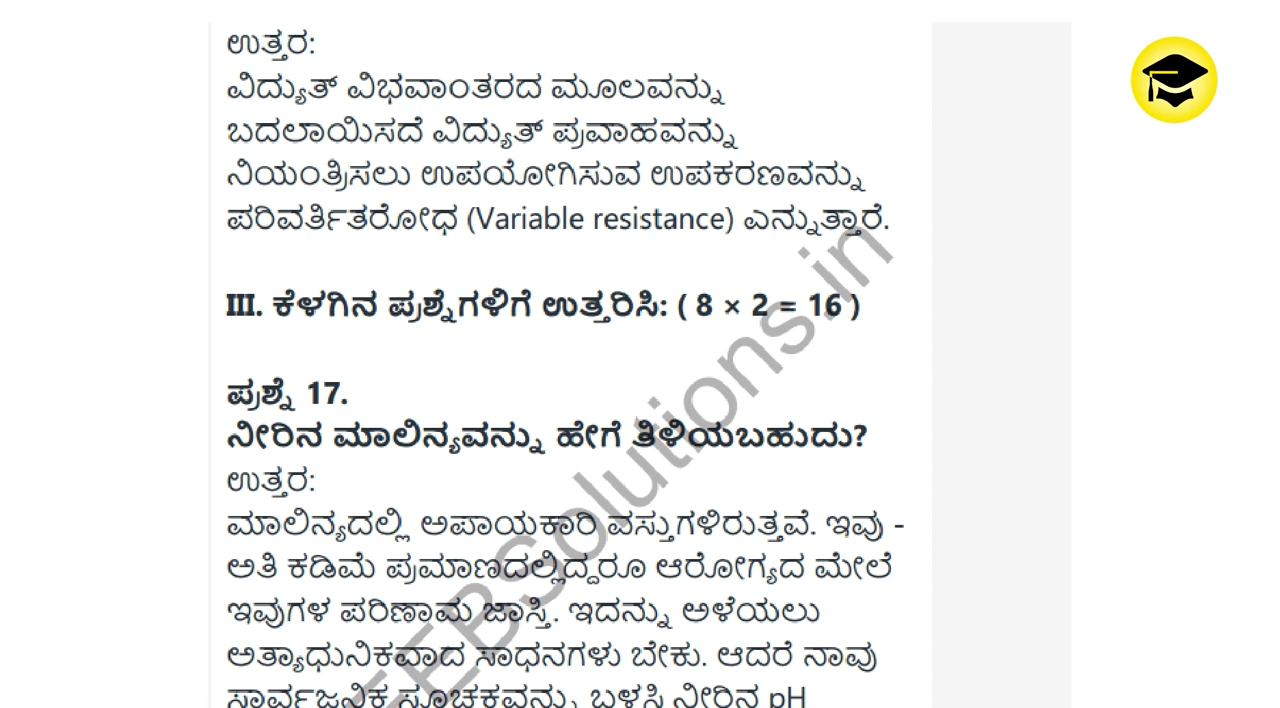 ಉತ್ತರ:
ವಿದ್ಯುತ್ ವಿಭವಾಂತರದ ಮೂಲವನ್ನು
ಬದಲಾಯಿಸದೆ ವಿದ್ಯುತ್ ಪ್ರವಾಹವನ್ನು
ನಿಯಂತ್ರಿಸಲು ಉಪಯೋಗಿಸುವ ಉಪಕರಣವನ್ನು
ಪರಿವರ್ತಿತರೋಧ (Variable resistance) ಎನ್ನುತ್ತಾರೆ.
III. ಕೆಳಗಿನ ಪ್ರಶ್ನೆಗಳಿಗೆ ಉತ್ತರಿಸಿ: ( 8 × 2 = 16 )
ಪ್ರಶ್ನೆ 17.
ನೀರಿನ ಮಾಲಿನ್ಯವನ್ನು ಹೇಗೆ ತಿಳಿಯಬಹುದು?
ಉತ್ತರ:
ಮಾಲಿನ್ಯದಲ್ಲಿ ಅಪಾಯಕಾರಿ ವಸ್ತುಗಳಿರುತ್ತವೆ. ಇವು -
ಅತಿ ಕಡಿಮೆ ಪ್ರಮಾಣದಲ್ಲಿದ್ದರೂ ಆರೋಗ್ಯದ ಮೇಲೆ
ಇವುಗಳ ಪರಿಣಾಮ ಜಾಸ್ತಿ. ಇದನ್ನು ಅಳೆಯಲು
ಅತ್ಯಾಧುನಿಕವಾದ ಸಾಧನಗಳು ಬೇಕು. ಆದರೆ ನಾವು
ಸಾರ್ವಜನಿಕ ಸೂಚಕವನ್ನು ಬಳಸಿ ನೀರಿನ pH
EEBSolutions.in